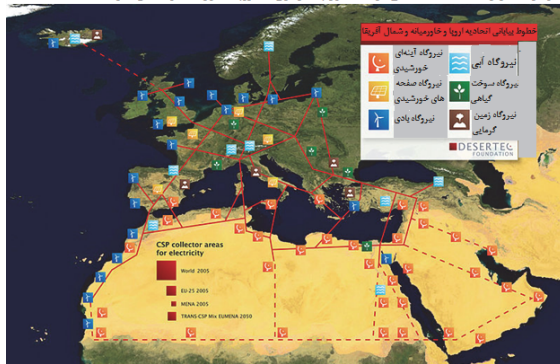 خطوط بیابانی اتحادیه اروپا و خاورمیانه و شمال آفریقا
نیروگاه آینه‌ای خورشیدی
نیروگاه آبی
نیروگاه صفحه های خورشیدی
نیروگاه سوخت گیاهی
نیروگاه بادی
نیروگاه زمین گرمایی
DESERTEC
FOUNDATION
CSP collector areas
for electricity
World 2005
EU-25 2005
MENA 2005
TRANS-CSP Mix EUMENA 2050